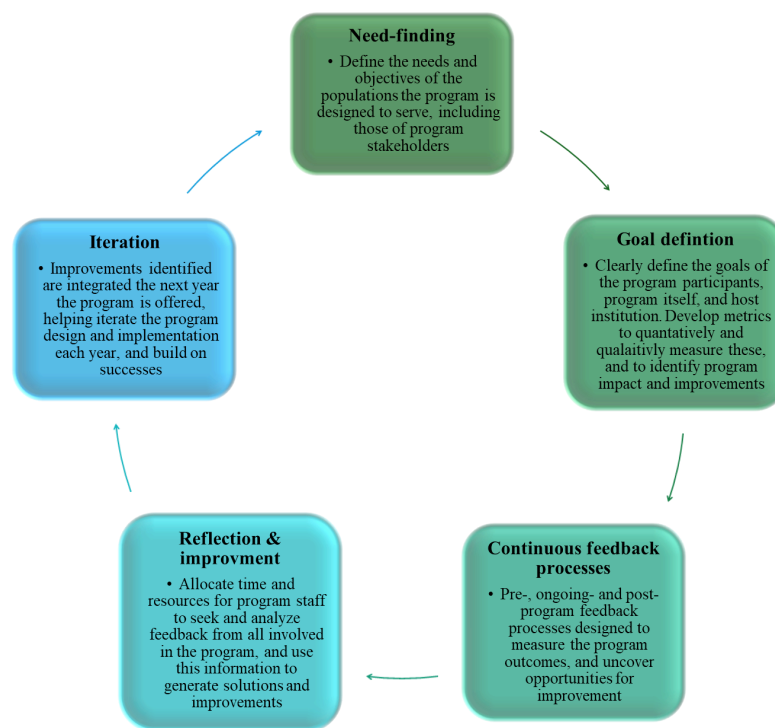 Need-finding
• Define the needs and
objectives of the
populations the program is
designed to serve, including
those of program
stakeholders
Goal defintion
• Clearly define the goals of
the program participants,
program itself, and host
institution. Develop metrics
to quantatively and
qualaitivly measure these,
and to identify program
impact and improvements
Continuous feedback
processes
• Pre-, ongoing- and post-
program feedback
processes designed to
measure the program
outcomes, and uncover
opportunities for
improvement
Reflection &
improvment
• Allocate time and
resources for program staff
to seek and analyze
feedback from all involved
in the program, and use
this information to
generate solutions and
improvements
Iteration
• Improvements identified
are integrated the next year
the program is offered,
helping iterate the program
design and implementation
each year, and build on
successes